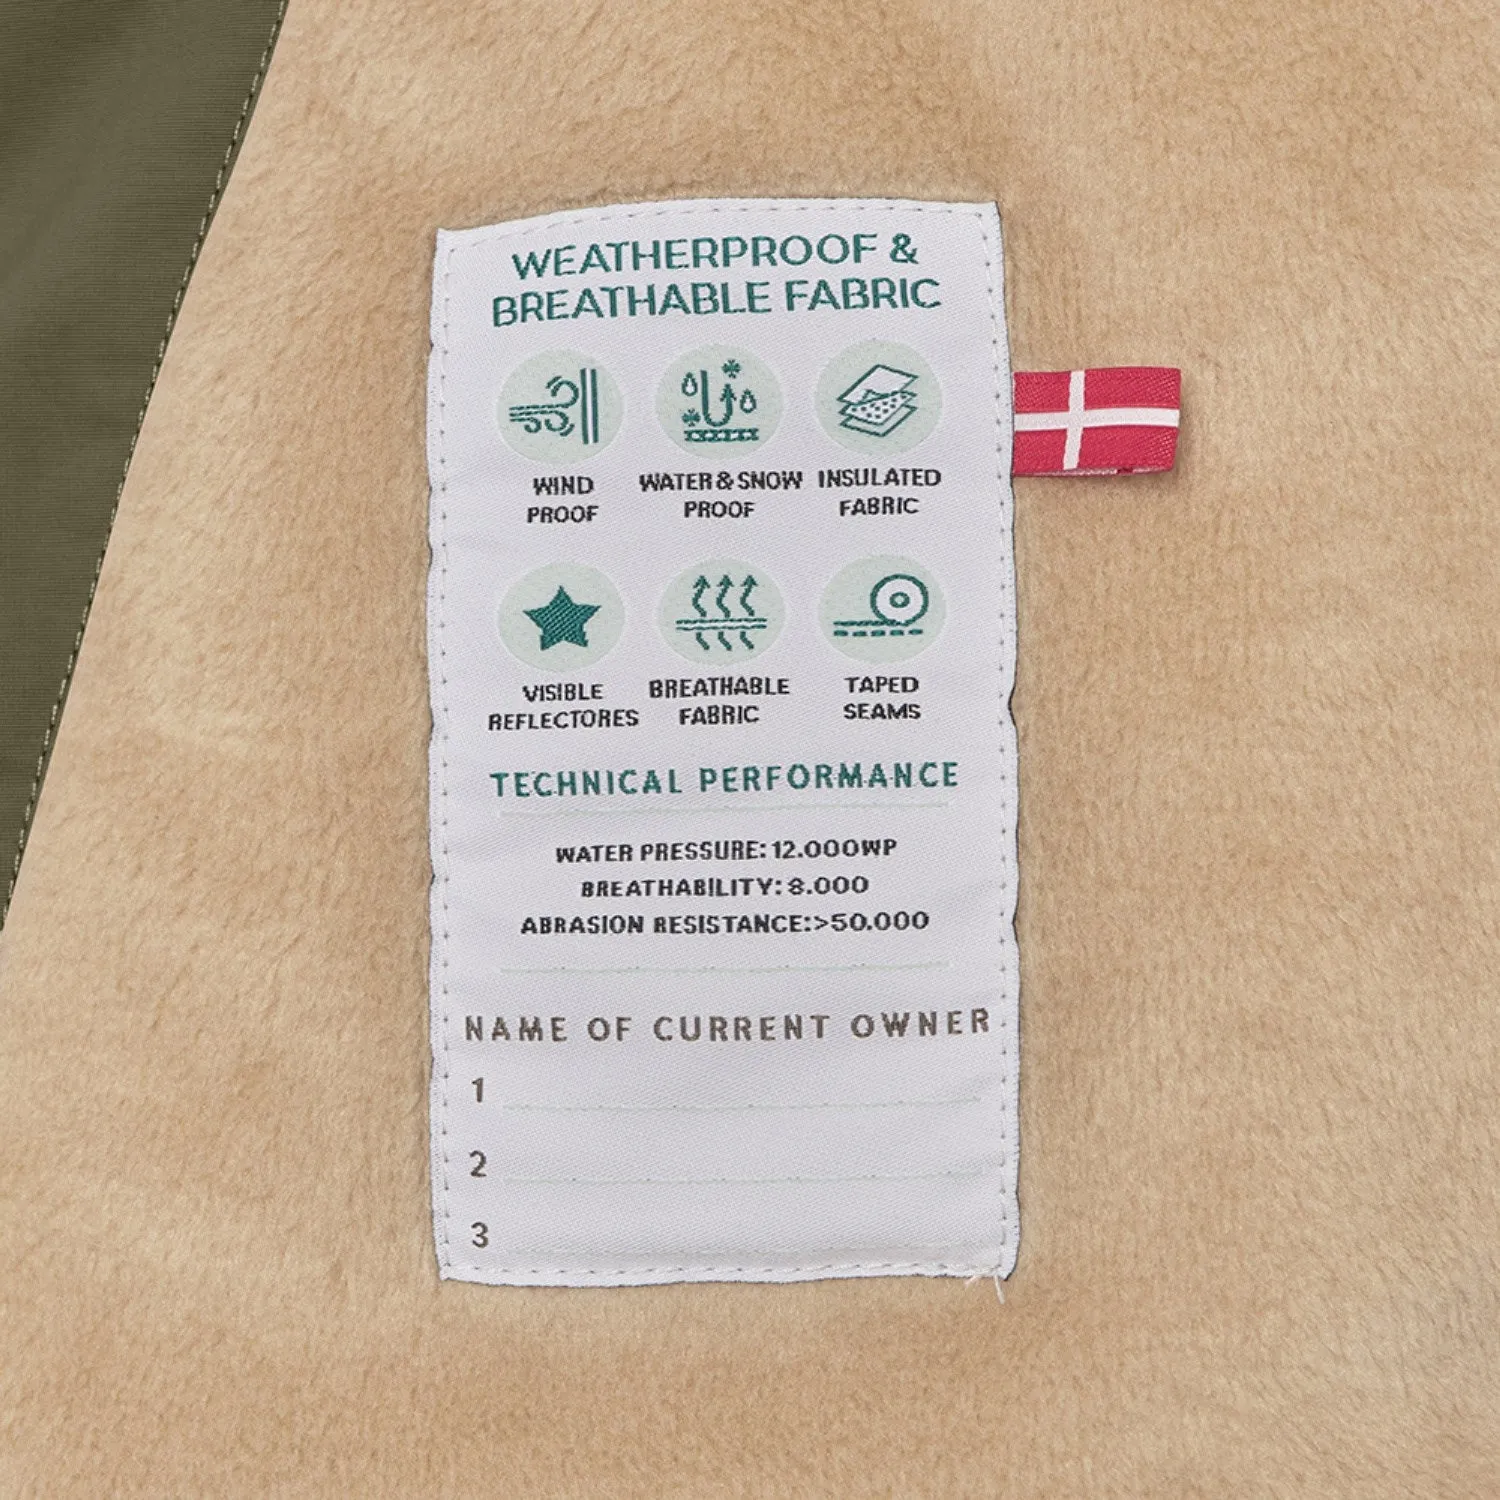 WEATHERPROOF &
BREATHABLE FABRIC
WIND
PROOF
WATER & SNOW
PROOF
INSULATED
FABRIC
VISIBLE
REFLECTORES
BREATHABLE
FABRIC
TAPED
SEAMS
TECHNICAL PERFORMANCE
WATER PRESSURE: 12.000WP
BREATHABILITY: 8.000
ABRASION RESISTANCE:>50.000
NAME OF CURRENT OWNER
1
2
3